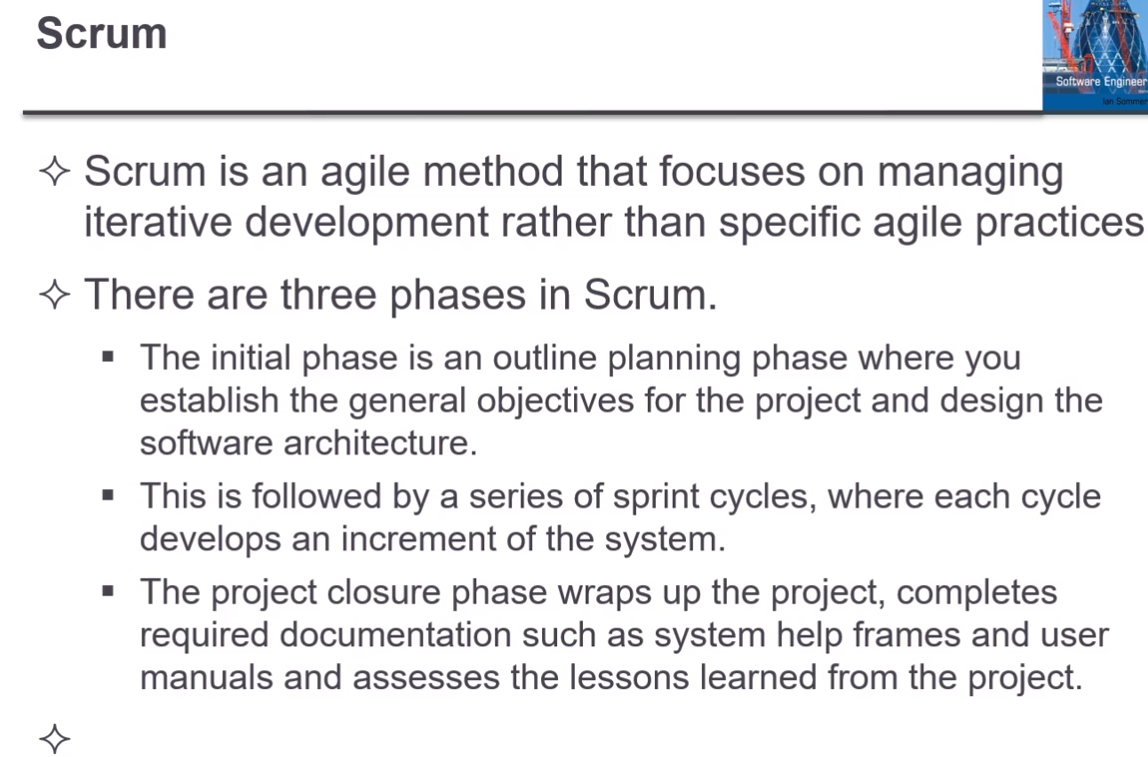 Scrum
Software Engineer
Ian Sommer
✧ Scrum is an agile method that focuses on managing
iterative development rather than specific agile practices
✧ There are three phases in Scrum.
▪ The initial phase is an outline planning phase where you
establish the general objectives for the project and design the
software architecture.
▪ This is followed by a series of sprint cycles, where each cycle
develops an increment of the system.
▪ The project closure phase wraps up the project, completes
required documentation such as system help frames and user
manuals and assesses the lessons learned from the project.
✧